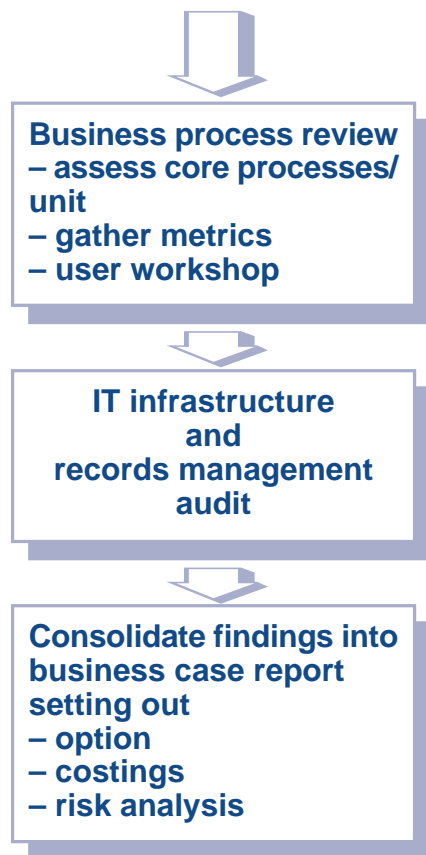 Business process review
– assess core processes/
unit
– gather metrics
– user workshop
IT infrastructure
and
records management
audit
Consolidate findings into
business case report
setting out
– option
– costings
– risk analysis